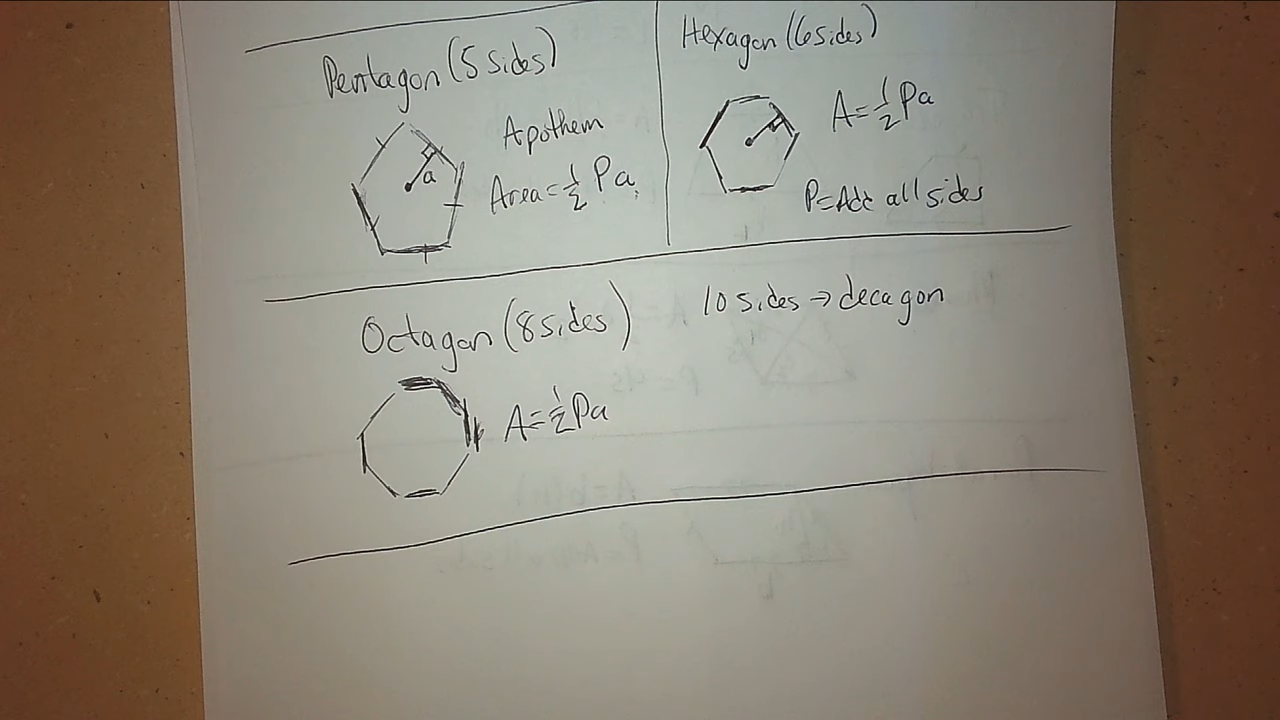 Pentagon (5 sides)
Apothem
a
Area = 1/2 Pa
Hexagon (6 sides)
A = 1/2 Pa
P = Add all sides
Octagon (8 sides)
A = 1/2 Pa
10 sides → decagon